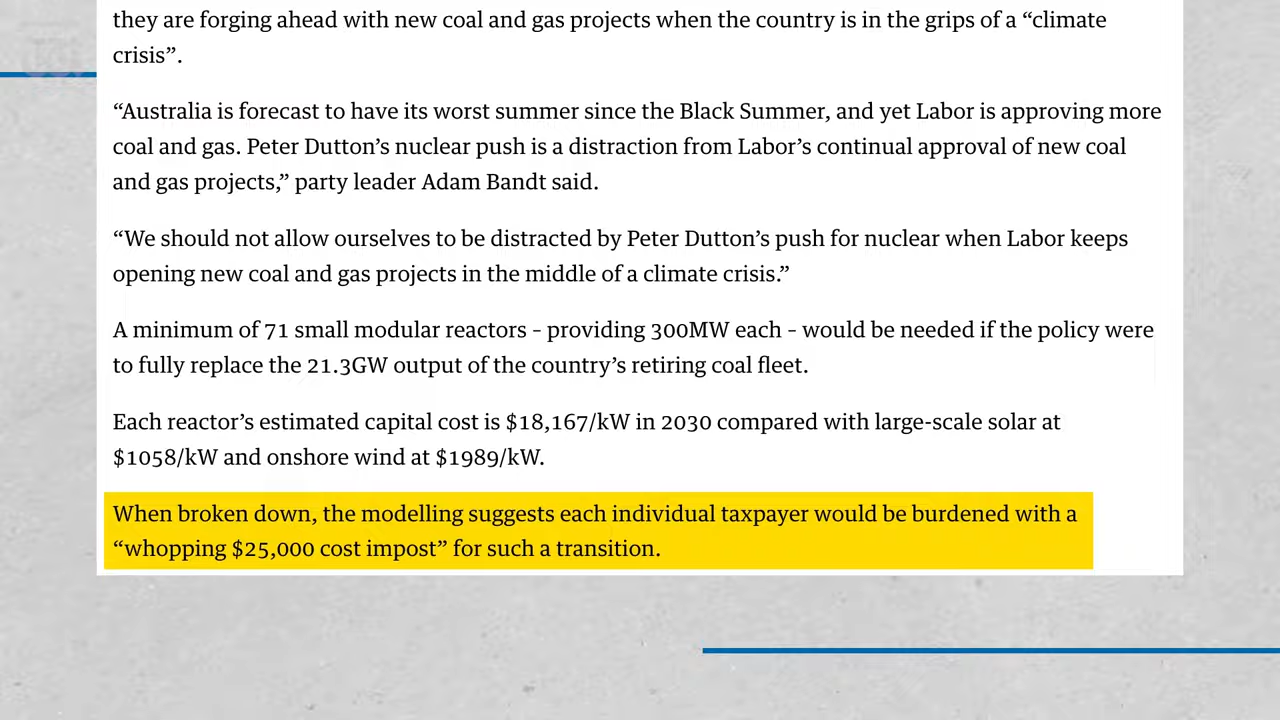 they are forging ahead with new coal and gas projects when the country is in the grips of a “climate
crisis”.
“Australia is forecast to have its worst summer since the Black Summer, and yet Labor is approving more
coal and gas. Peter Dutton’s nuclear push is a distraction from Labor’s continual approval of new coal
and gas projects,” party leader Adam Bandt said.
“We should not allow ourselves to be distracted by Peter Dutton’s push for nuclear when Labor keeps
opening new coal and gas projects in the middle of a climate crisis.”
A minimum of 71 small modular reactors – providing 300MW each – would be needed if the policy were
to fully replace the 21.3GW output of the country’s retiring coal fleet.
Each reactor’s estimated capital cost is $18,167/kW in 2030 compared with large-scale solar at
$1058/kW and onshore wind at $1989/kW.
When broken down, the modelling suggests each individual taxpayer would be burdened with a
“whopping $25,000 cost impost” for such a transition.